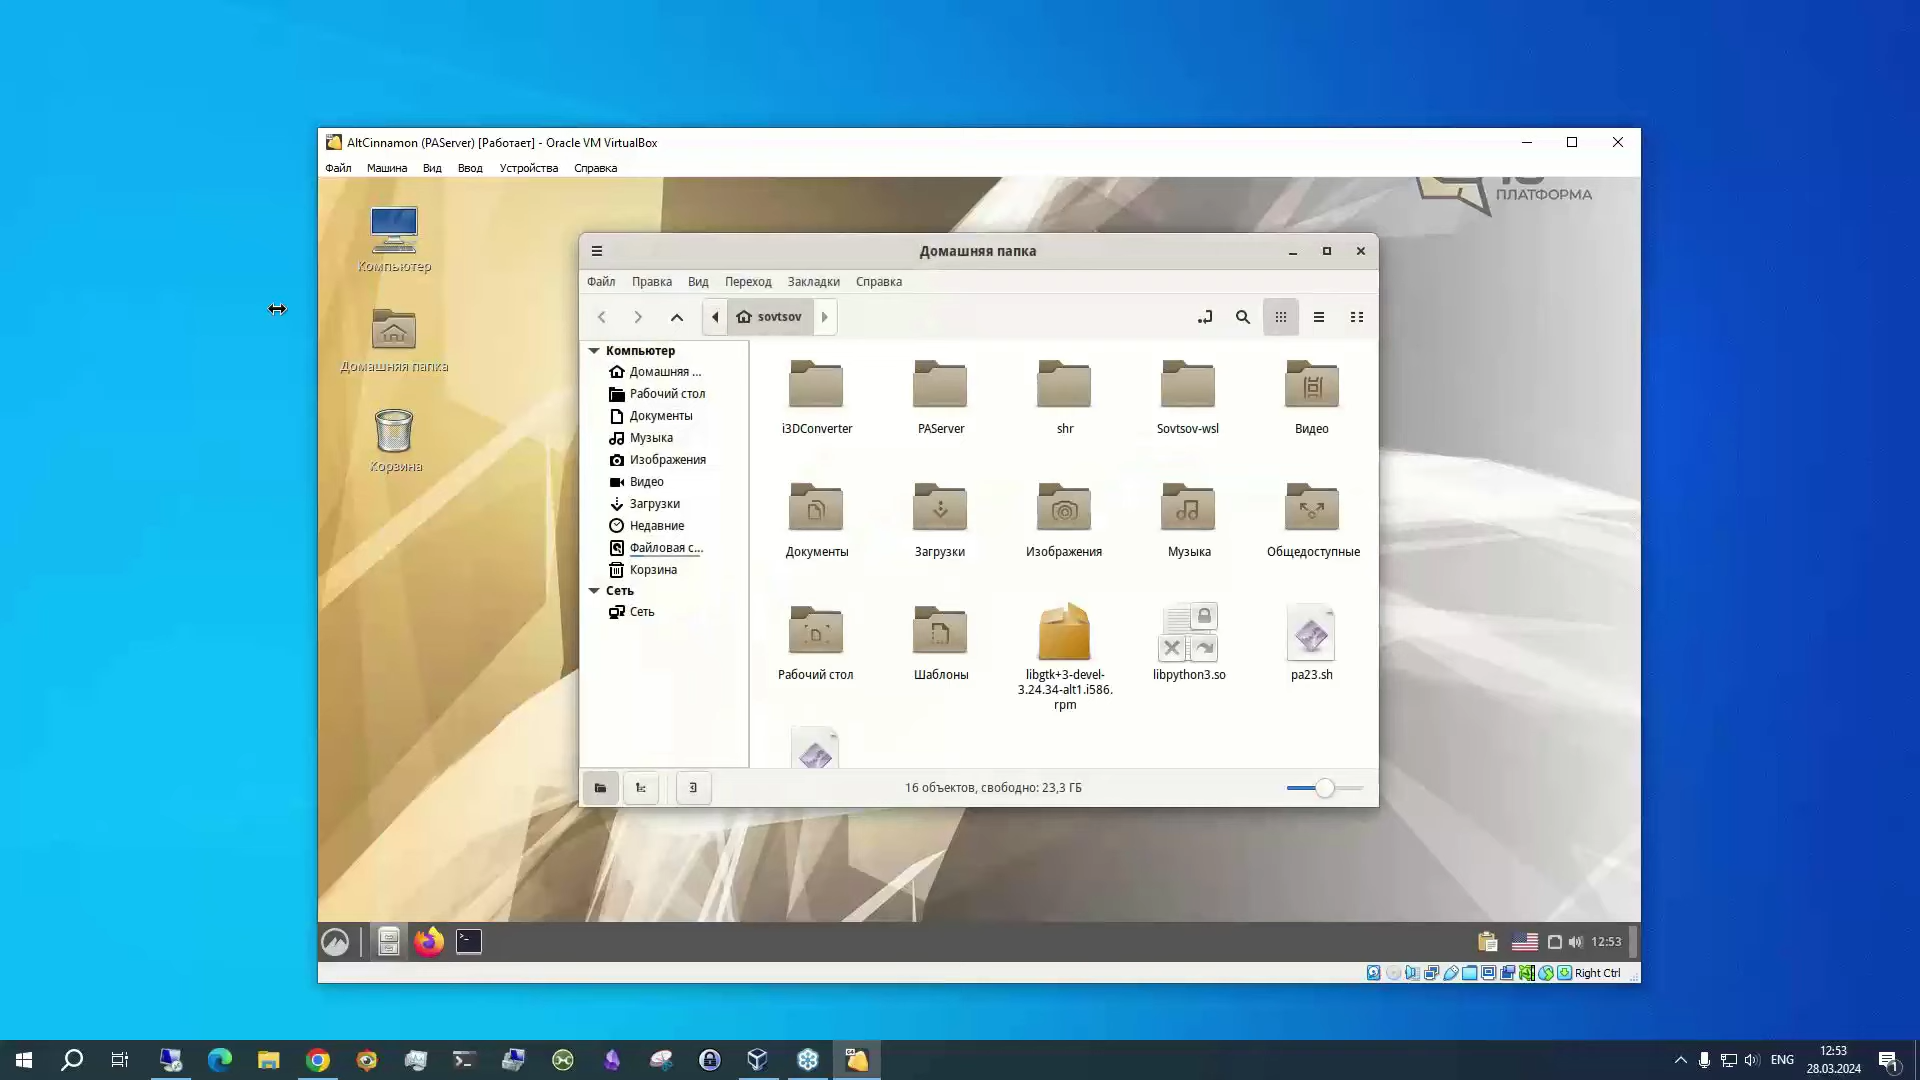 AltCinnamon (PAServer) [Работает] - Oracle VM VirtualBox
Файл Машина Вид Ввод Устройства Справка
ПЛАТФОРМА
Компьютер
Домашняя папка
Корзина
Домашняя папка
Файл Правка Вид Переход Закладки Справка
sovtsov
Компьютер
Домашняя ...
Рабочий стол
Документы
Музыка
Изображения
Видео
Загрузки
Недавние
Файловая с...
Корзина
Сеть
Сеть
i3DConverter PAServer shr Sovtsov-wsl Видео
Документы Загрузки Изображения Музыка Общедоступные
Рабочий стол Шаблоны libgtk+3-devel- libpython3.so pa23.sh
3.24.34-alt1.i586.
rpm
16 объектов, свободно: 23,3 ГБ
12:53
Right Ctrl
ENG
12:53
28.03.2024
1